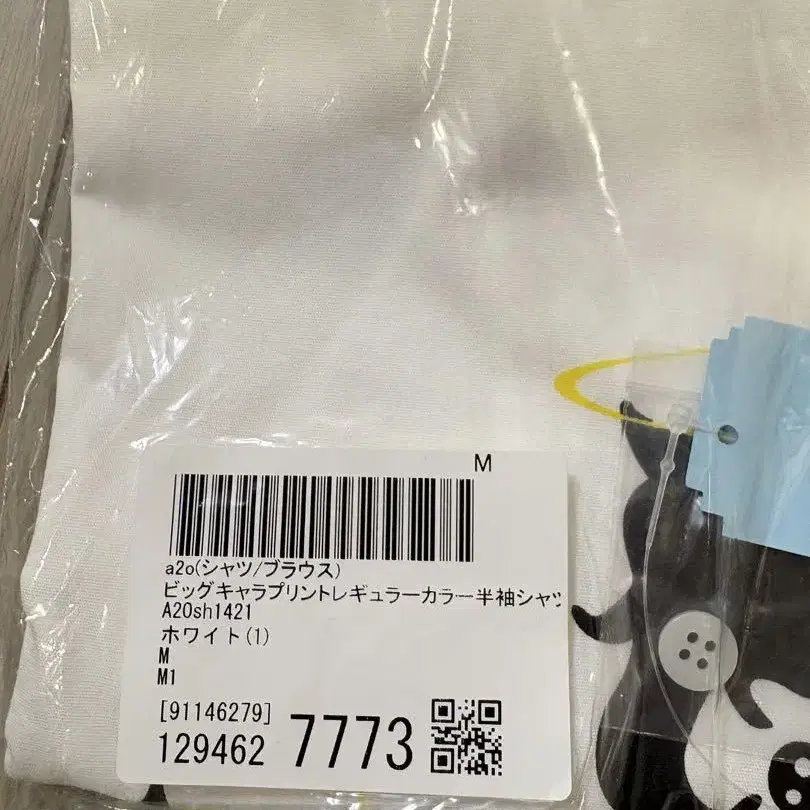 M
a2o(シャツ/ブラウス)
ビッグキャラプリントレギュラーカラー半袖シャツ
A20sh1421
ホワイト(1)
M
M1
[91146279]
129462 7773